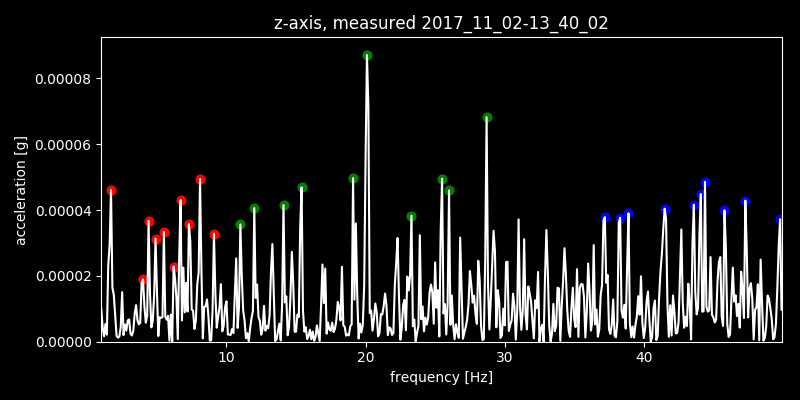 z-axis, measured 2017_11_02-13_40_02
0.00008
0.00006
0.00004
0.00002
0.00000
acceleration [g]
10 20 30 40
frequency [Hz]